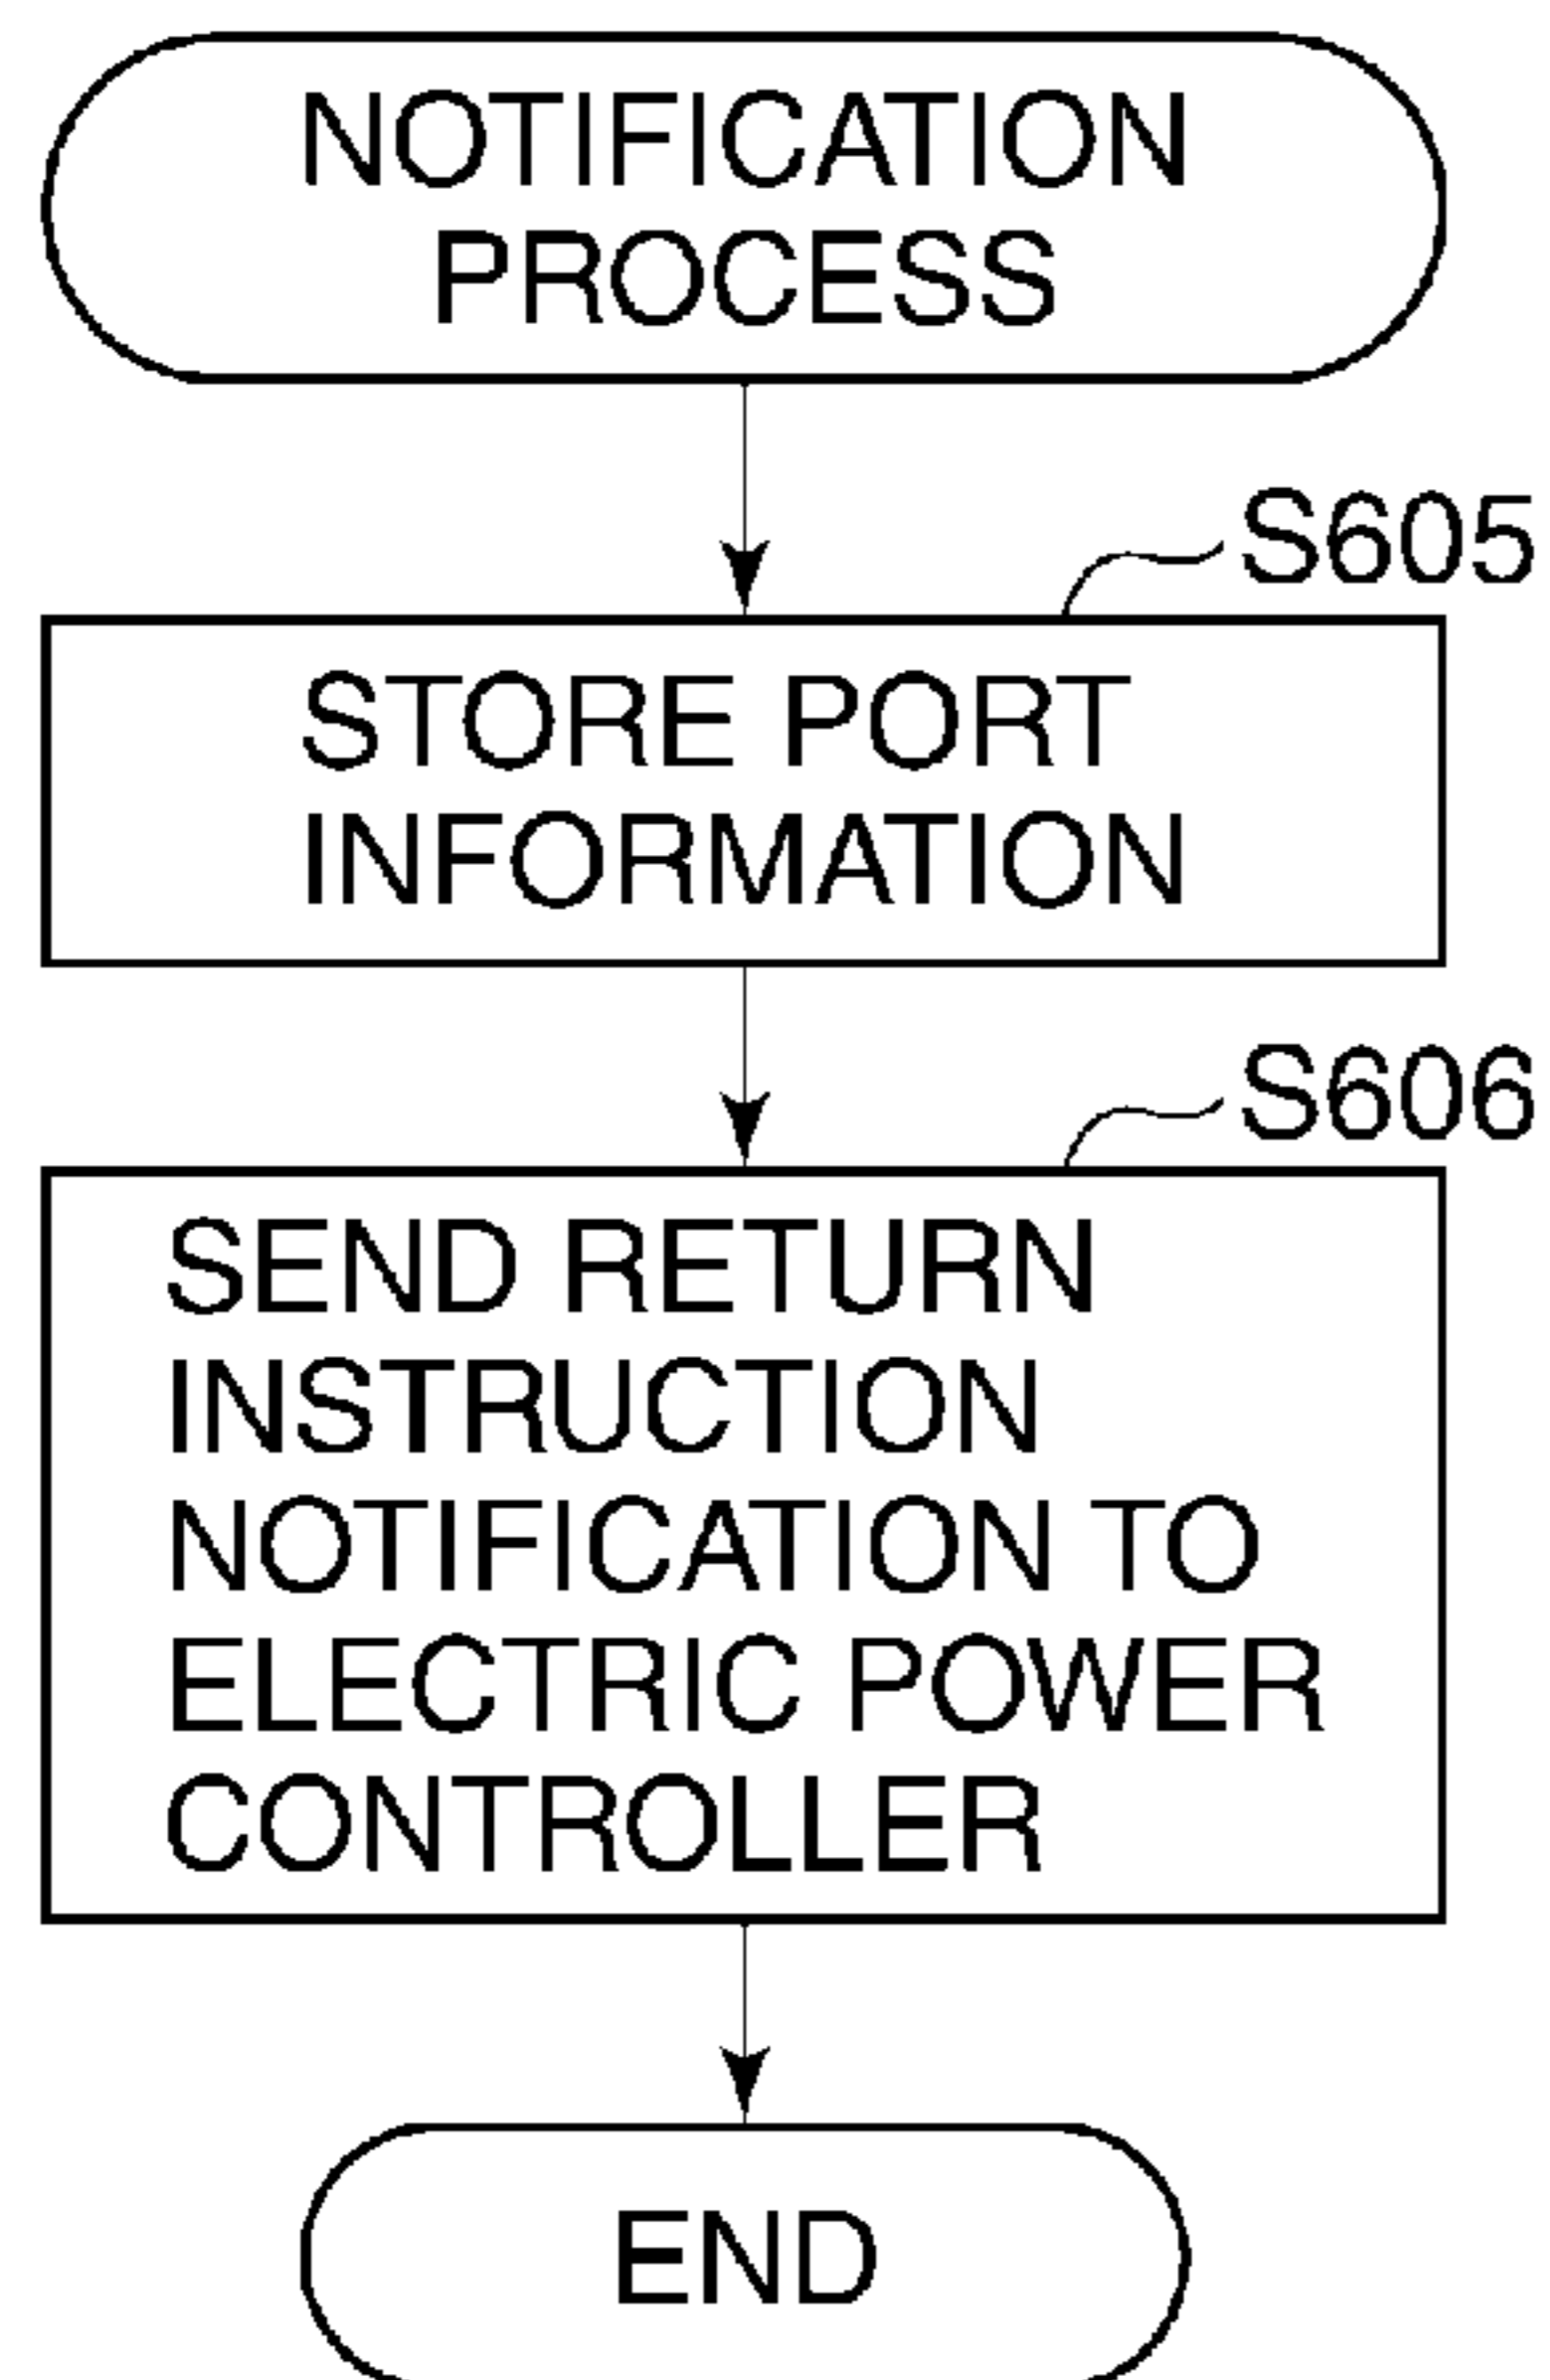 NOTIFICATION
PROCESS
S605
STORE PORT
INFORMATION
S606
SEND RETURN
INSTRUCTION
NOTIFICATION TO
ELECTRIC POWER
CONTROLLER
END